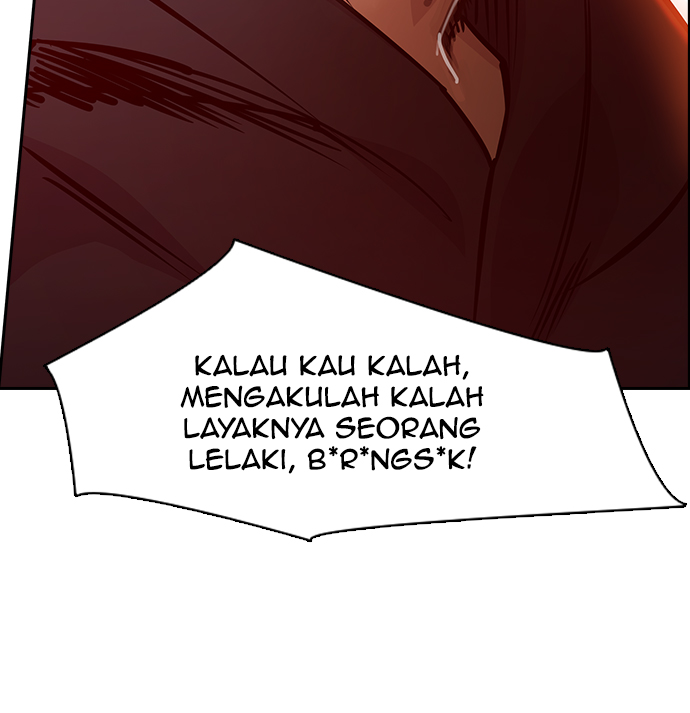 KALAU KAU KALAH,
MENGAKULAH KALAH
LAYAKNYA SEORANG
LELAKI, B*R*NGS*K!